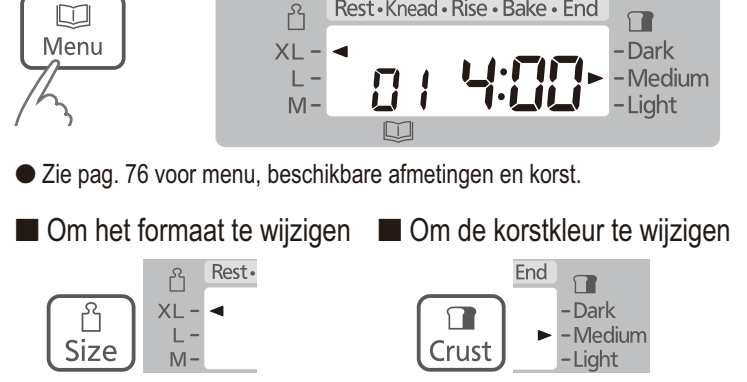 Menu
Rest • Knead • Rise • Bake • End
XL –
L –
M –
01 4:00
– Dark
– Medium
– Light
● Zie pag. 76 voor menu, beschikbare afmetingen en korst.
■ Om het formaat te wijzigen
Size
Rest •
XL –
L –
M –
■ Om de korstkleur te wijzigen
Crust
End
– Dark
– Medium
– Light